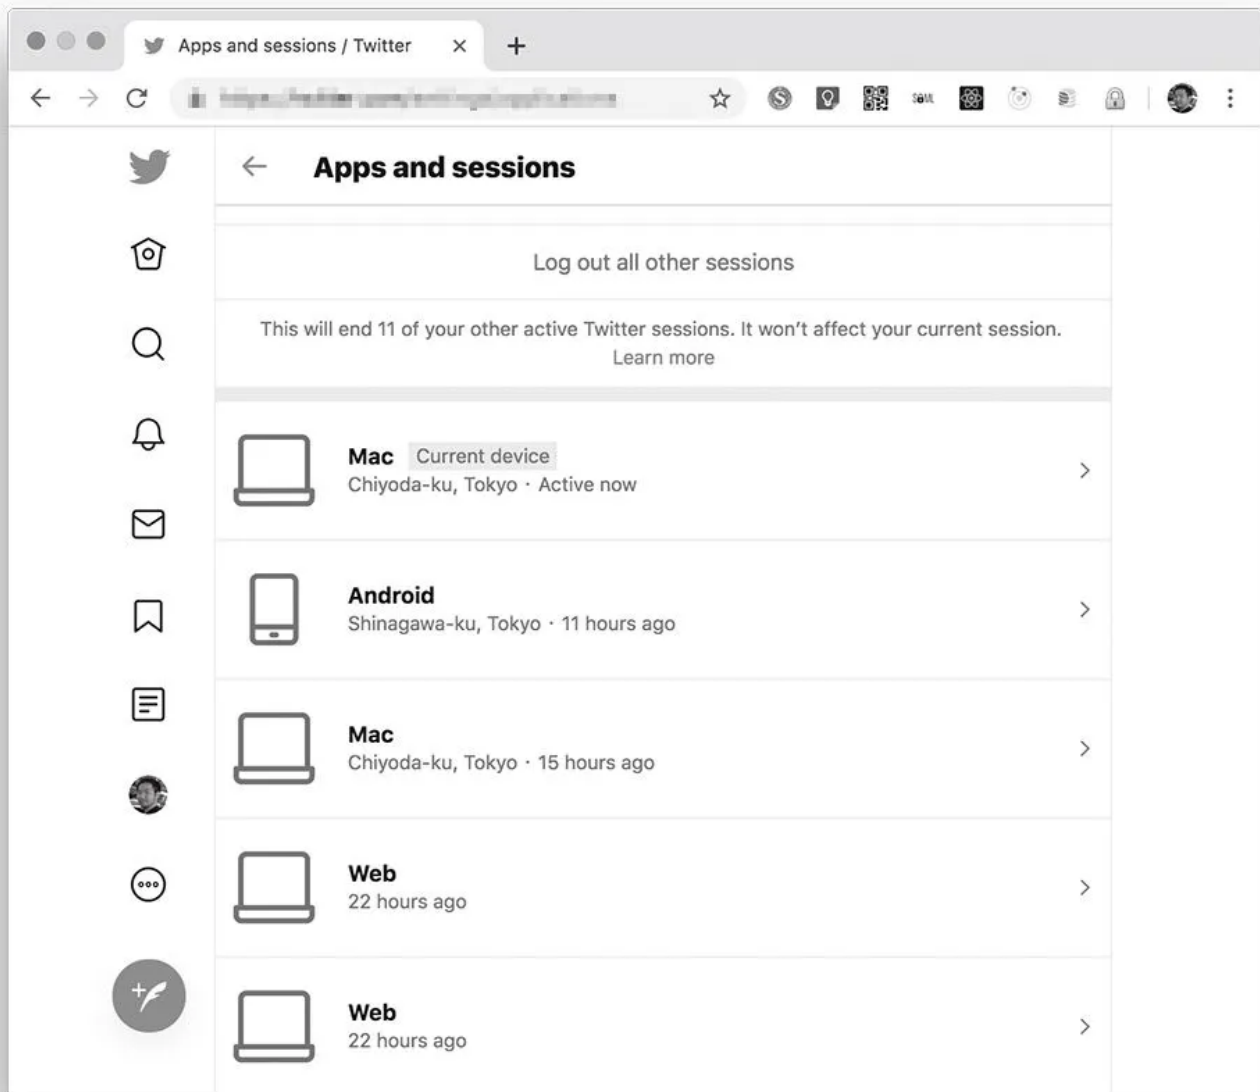 Apps and sessions / Twitter
Apps and sessions
Log out all other sessions
This will end 11 of your other active Twitter sessions. It won’t affect your current session.
Learn more
Mac Current device
Chiyoda-ku, Tokyo · Active now
Android
Shinagawa-ku, Tokyo · 11 hours ago
Mac
Chiyoda-ku, Tokyo · 15 hours ago
Web
22 hours ago
Web
22 hours ago